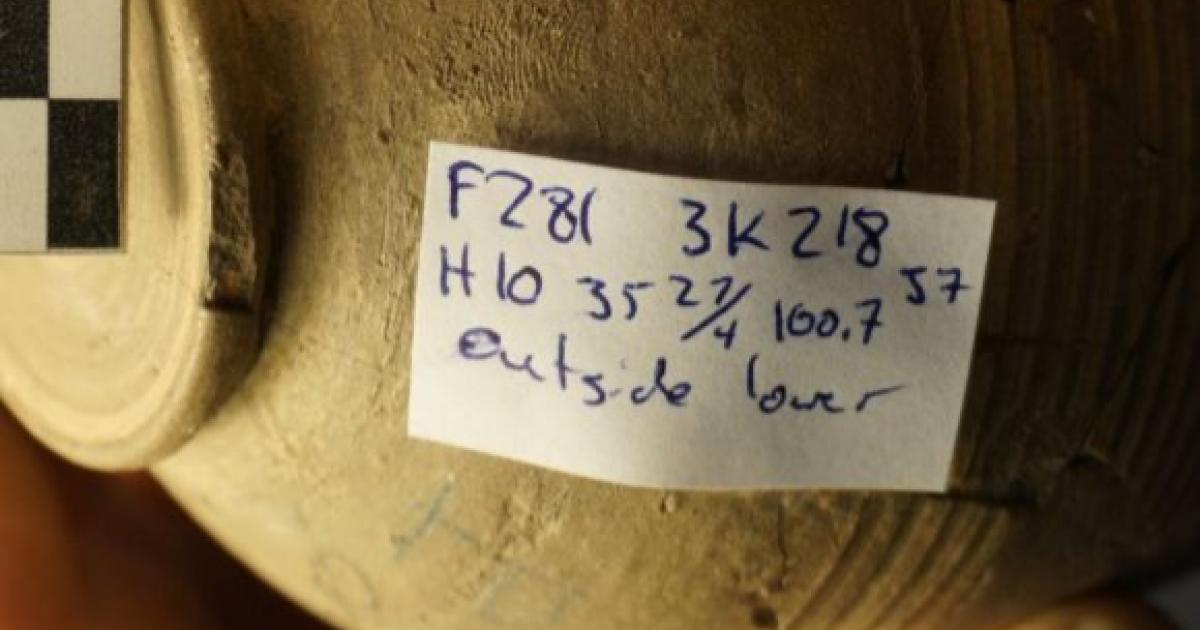 F281 3K218
H10 35 27/4 100.7 57
outside lower